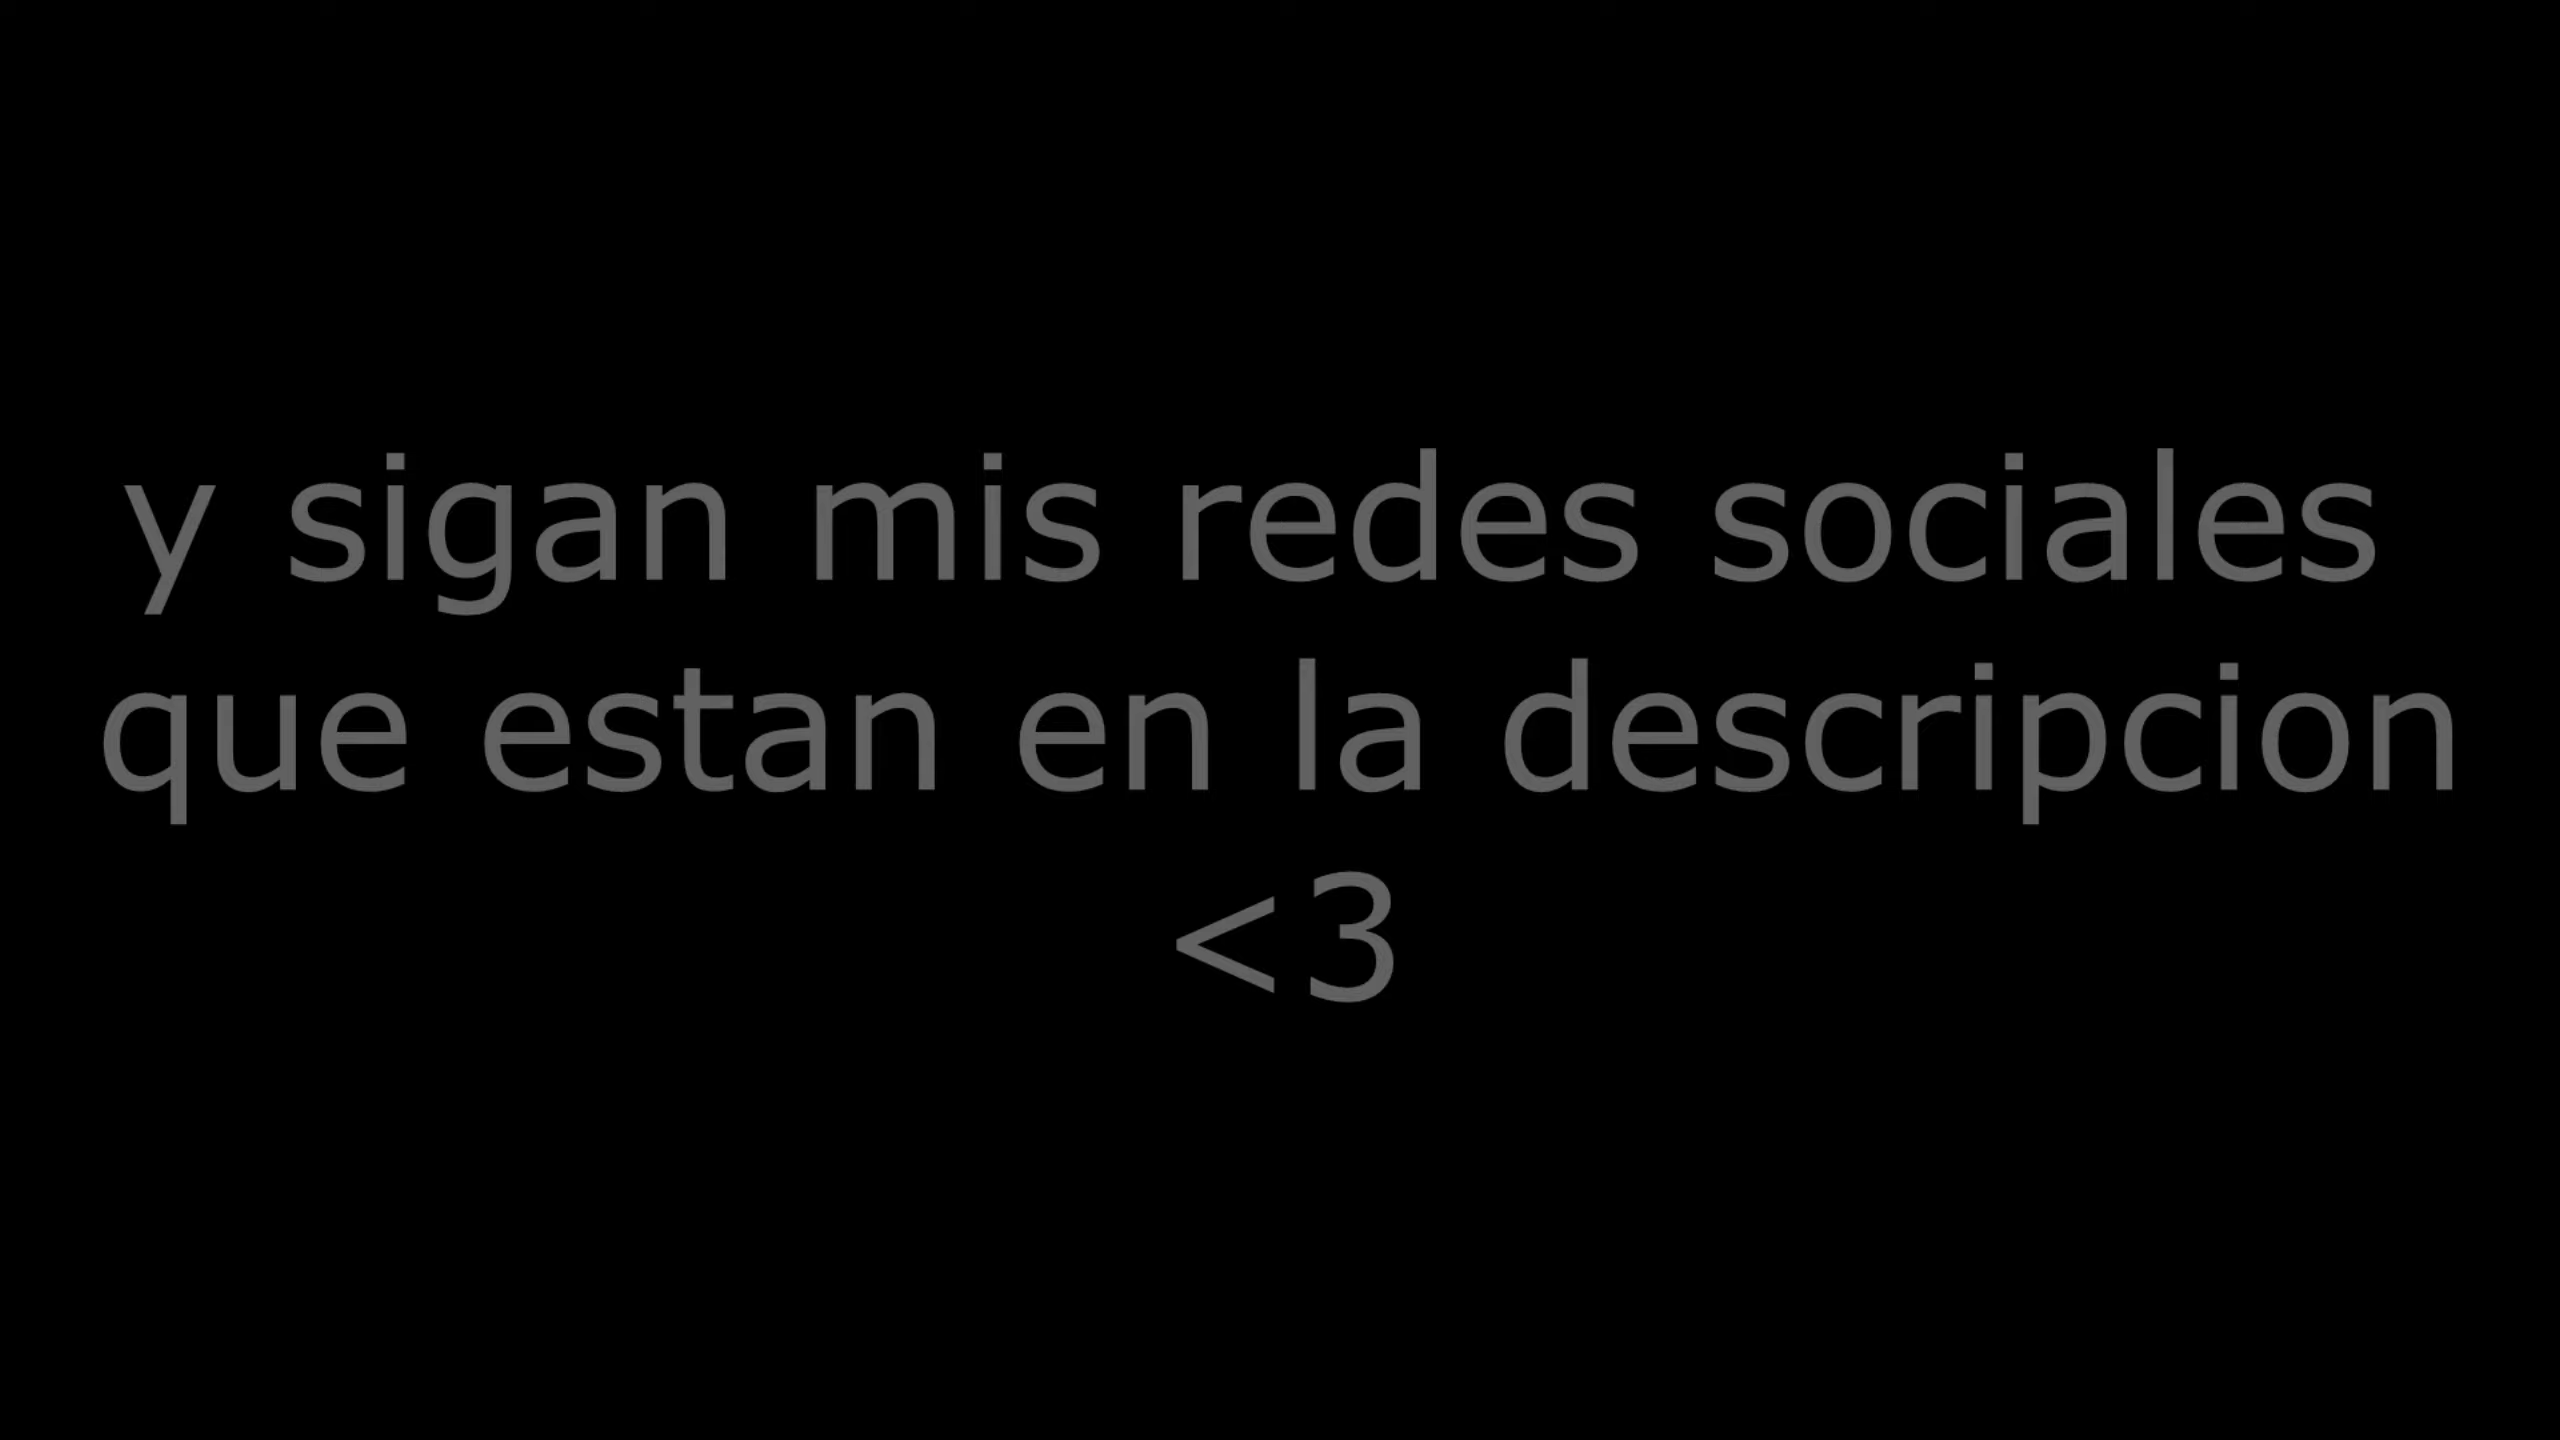 y sigan mis redes sociales
que estan en la descripcion
<3